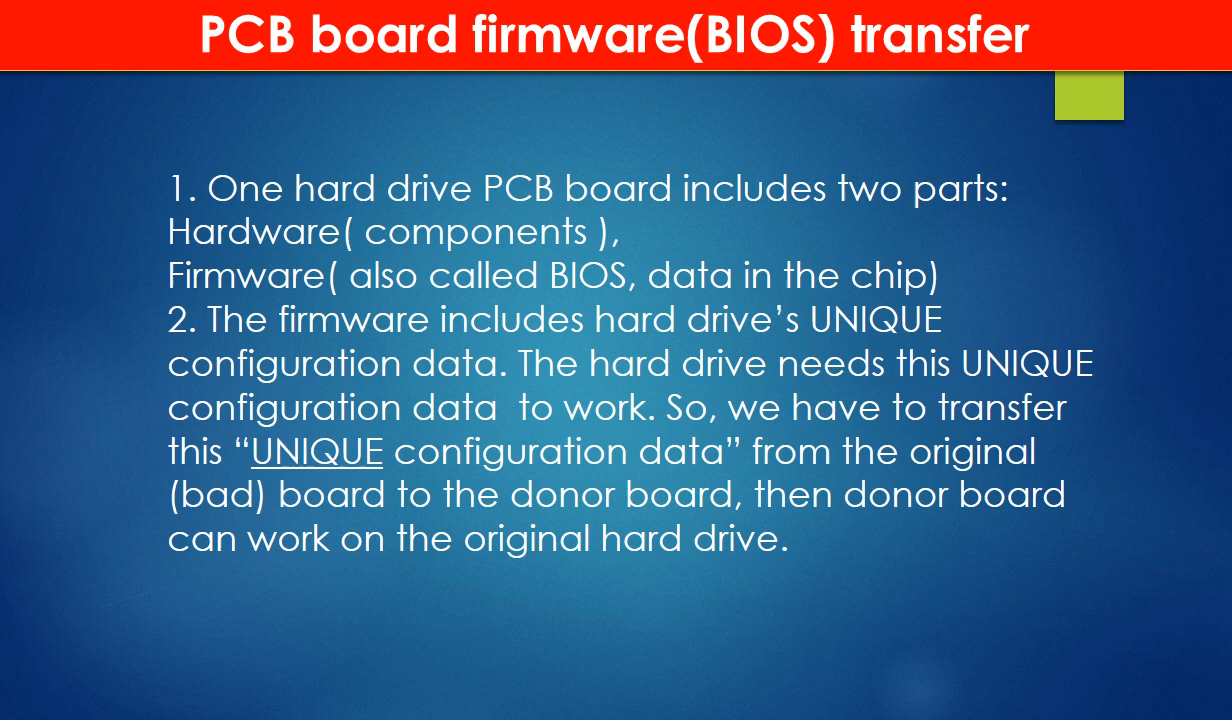 PCB board firmware(BIOS) transfer
1. One hard drive PCB board includes two parts:
Hardware( components ),
Firmware( also called BIOS, data in the chip)
2. The firmware includes hard drive’s UNIQUE
configuration data. The hard drive needs this UNIQUE
configuration data  to work. So, we have to transfer
this “UNIQUE configuration data” from the original
(bad) board to the donor board, then donor board
can work on the original hard drive.